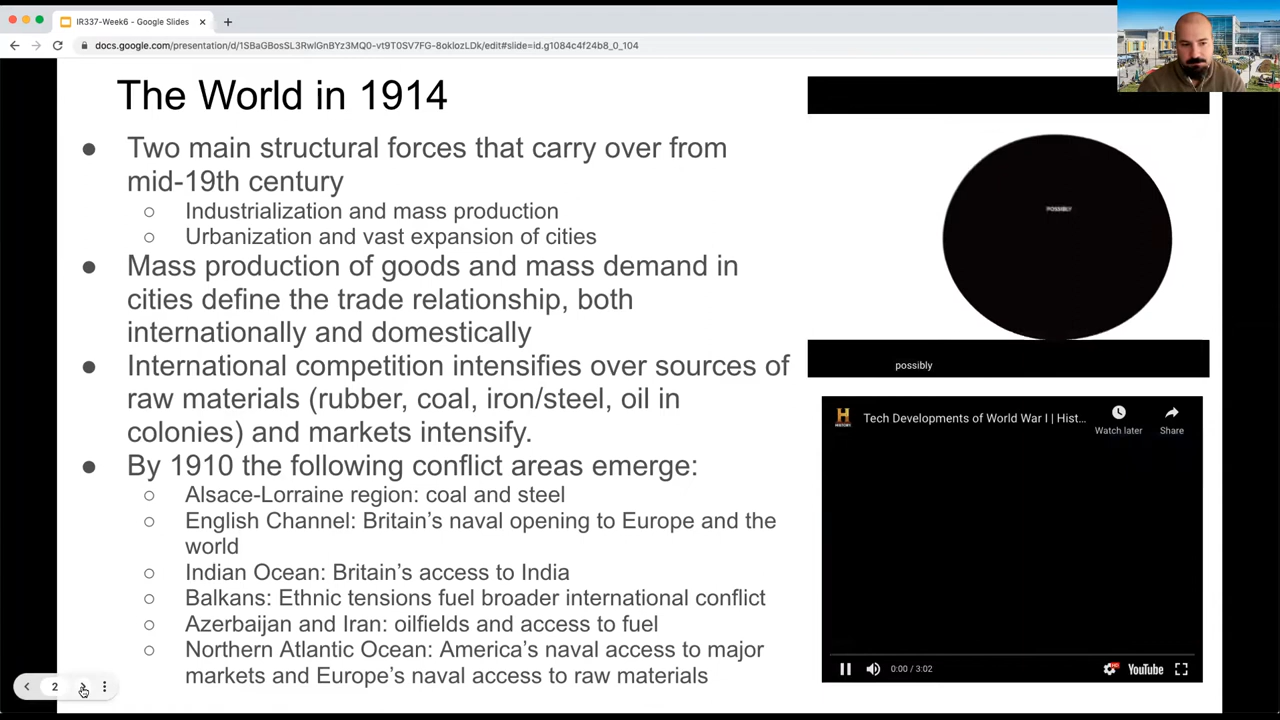 IR337-Week6 - Google Slides
docs.google.com/presentation/d/1SBaGBosSL3RwlGnBYz3MQ0-vt9T0SV7FG-8oklozLDk/edit#slide=id.g1084c4f24b8_0_104
The World in 1914
● Two main structural forces that carry over from
mid-19th century
○ Industrialization and mass production
○ Urbanization and vast expansion of cities
● Mass production of goods and mass demand in
cities define the trade relationship, both
internationally and domestically
● International competition intensifies over sources of
raw materials (rubber, coal, iron/steel, oil in
colonies) and markets intensify.
● By 1910 the following conflict areas emerge:
○ Alsace-Lorraine region: coal and steel
○ English Channel: Britain's naval opening to Europe and the
world
○ Indian Ocean: Britain's access to India
○ Balkans: Ethnic tensions fuel broader international conflict
○ Azerbaijan and Iran: oilfields and access to fuel
○ Northern Atlantic Ocean: America's naval access to major
markets and Europe's naval access to raw materials
POSSIBLY
possibly
H
HISTORY
Tech Developments of World War I | Hist...
Watch later
Share
0:00 / 3:02
HD
YouTube
2